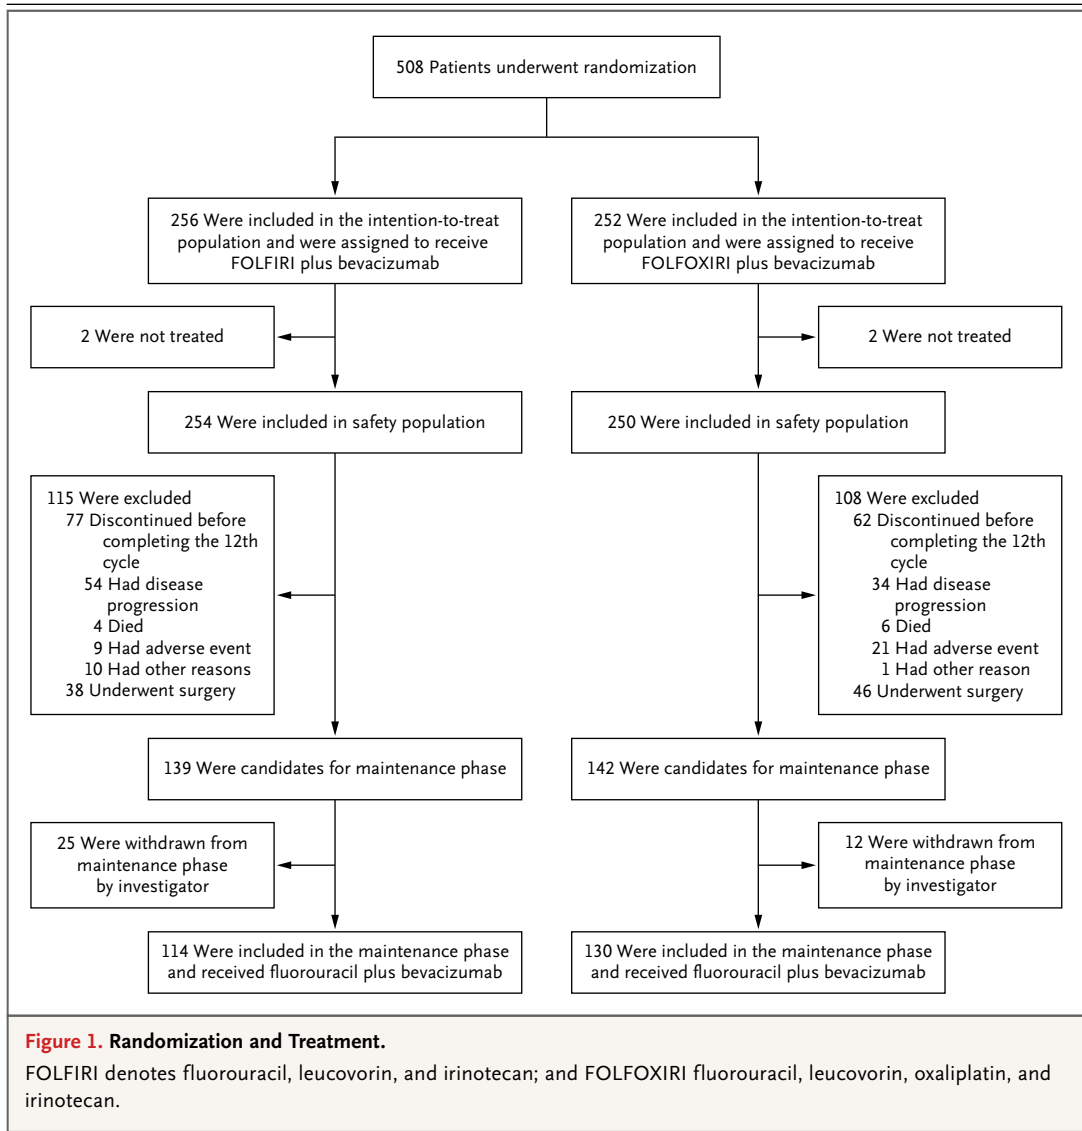 508 Patients underwent randomization
256 Were included in the intention-to-treat
population and were assigned to receive
FOLFIRI plus bevacizumab
252 Were included in the intention-to-treat
population and were assigned to receive
FOLFOXIRI plus bevacizumab
2 Were not treated
2 Were not treated
254 Were included in safety population
250 Were included in safety population
115 Were excluded
77 Discontinued before
completing the 12th
cycle
54 Had disease
progression
4 Died
9 Had adverse event
10 Had other reasons
38 Underwent surgery
108 Were excluded
62 Discontinued before
completing the 12th
cycle
34 Had disease
progression
6 Died
21 Had adverse event
1 Had other reason
46 Underwent surgery
139 Were candidates for maintenance phase
142 Were candidates for maintenance phase
25 Were withdrawn from
maintenance phase
by investigator
12 Were withdrawn from
maintenance phase
by investigator
114 Were included in the maintenance phase
and received fluorouracil plus bevacizumab
130 Were included in the maintenance phase
and received fluorouracil plus bevacizumab
Figure 1. Randomization and Treatment.
FOLFIRI denotes fluorouracil, leucovorin, and irinotecan; and FOLFOXIRI fluorouracil, leucovorin, oxaliplatin, and
irinotecan.